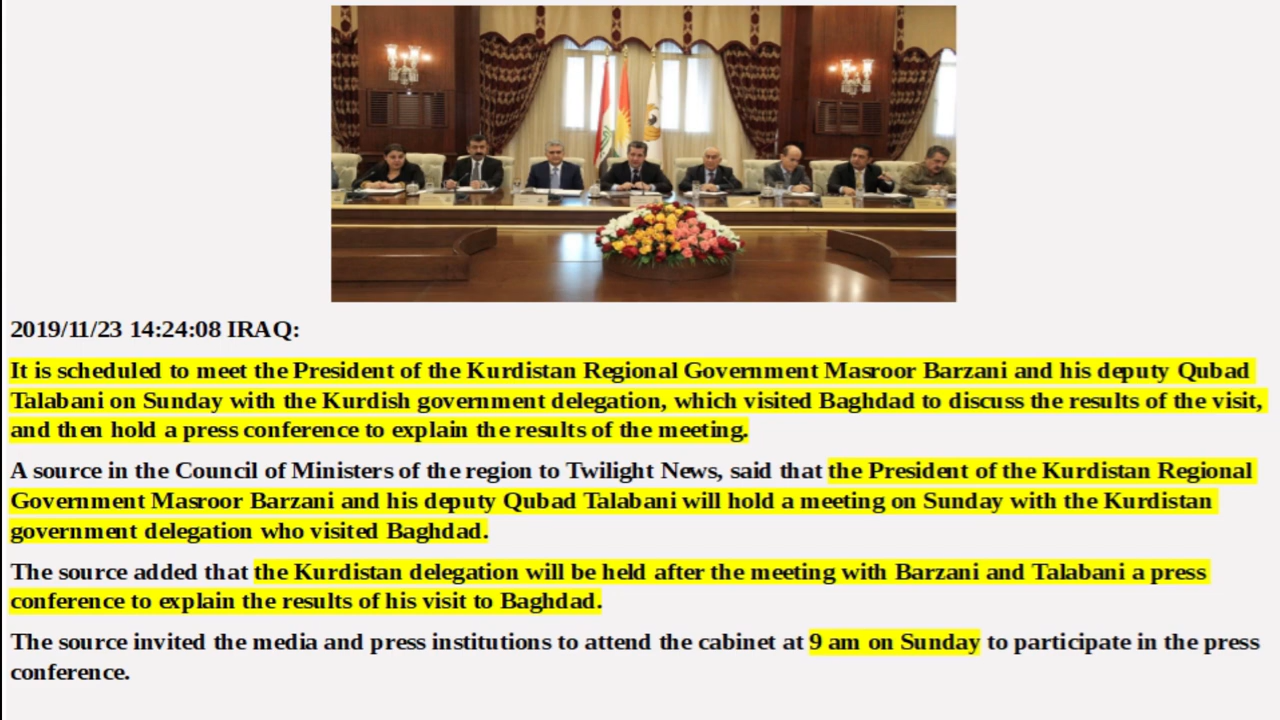 2019/11/23 14:24:08 IRAQ:
It is scheduled to meet the President of the Kurdistan Regional Government Masroor Barzani and his deputy Qubad
Talabani on Sunday with the Kurdish government delegation, which visited Baghdad to discuss the results of the visit,
and then hold a press conference to explain the results of the meeting.
A source in the Council of Ministers of the region to Twilight News, said that the President of the Kurdistan Regional
Government Masroor Barzani and his deputy Qubad Talabani will hold a meeting on Sunday with the Kurdistan
government delegation who visited Baghdad.
The source added that the Kurdistan delegation will be held after the meeting with Barzani and Talabani a press
conference to explain the results of his visit to Baghdad.
The source invited the media and press institutions to attend the cabinet at 9 am on Sunday to participate in the press
conference.